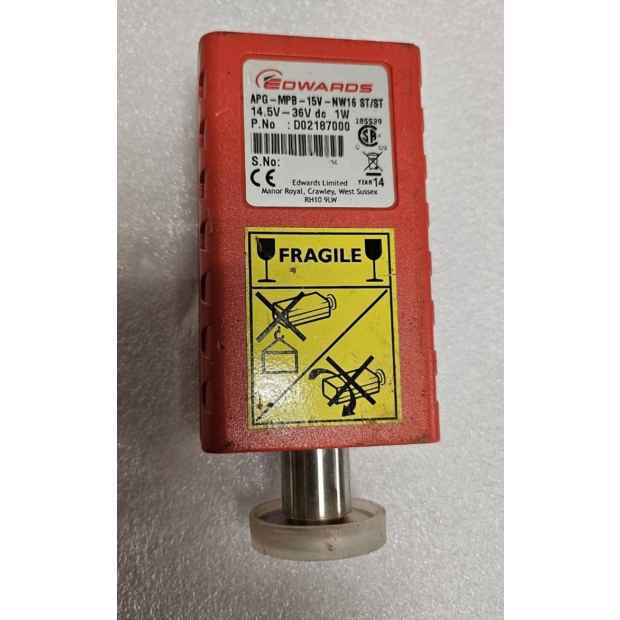 EDWARDS
APG-MPB-15V-NW16 ST/ST
14.5V-36V dc 1W
P.No : D02187000
185529
C US
S.No:
CE
YEAR 14
Edwards Limited
Manor Royal, Crawley, West Sussex
RH10 9LW
FRAGILE